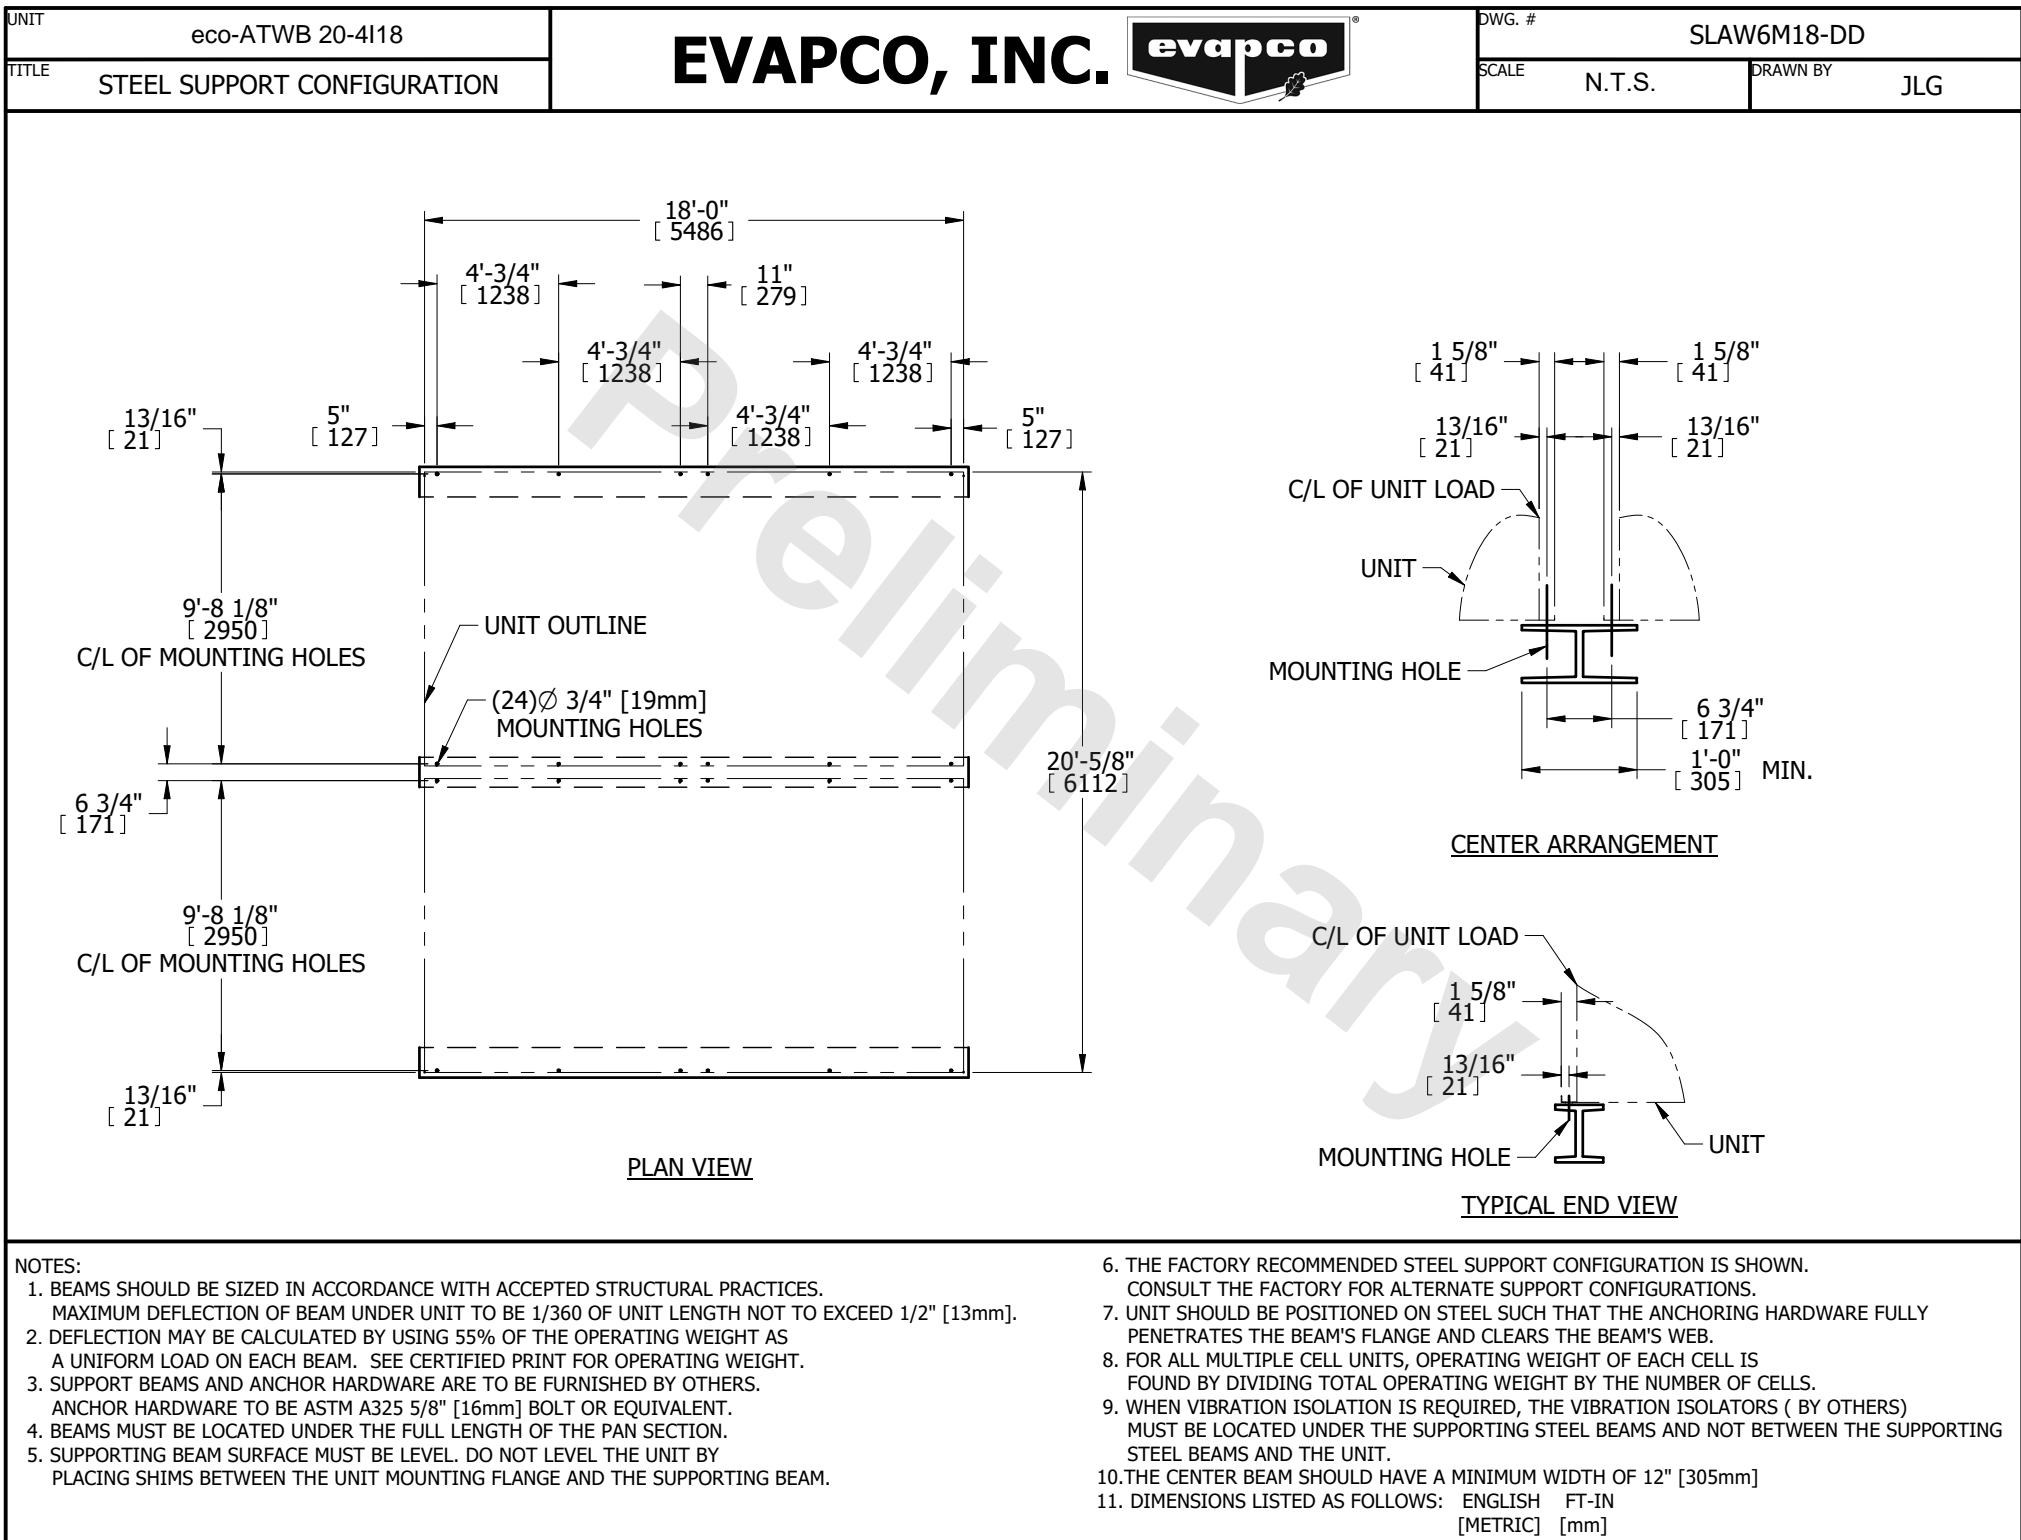 UNIT
eco-ATWB 20-4I18
TITLE
STEEL SUPPORT CONFIGURATION
EVAPCO, INC.
evapco
®
DWG. #
SLAW6M18-DD
SCALE
N.T.S.
DRAWN BY
JLG
18'-0"
[ 5486 ]
4'-3/4"
[ 1238 ]
11"
[ 279 ]
4'-3/4"
[ 1238 ]
4'-3/4"
[ 1238 ]
13/16"
[ 21 ]
5"
[ 127 ]
4'-3/4"
[ 1238 ]
5"
[ 127 ]
9'-8 1/8"
[ 2950 ]
C/L OF MOUNTING HOLES
UNIT OUTLINE
(24)∅ 3/4" [19mm]
MOUNTING HOLES
6 3/4"
[ 171 ]
20'-5/8"
[ 6112 ]
9'-8 1/8"
[ 2950 ]
C/L OF MOUNTING HOLES
13/16"
[ 21 ]
PLAN VIEW
Preliminary
1 5/8"
[ 41 ]
1 5/8"
[ 41 ]
13/16"
[ 21 ]
13/16"
[ 21 ]
C/L OF UNIT LOAD
UNIT
MOUNTING HOLE
6 3/4"
[ 171 ]
1'-0"
[ 305 ] MIN.
CENTER ARRANGEMENT
C/L OF UNIT LOAD
1 5/8"
[ 41 ]
13/16"
[ 21 ]
MOUNTING HOLE
UNIT
TYPICAL END VIEW
NOTES:
1. BEAMS SHOULD BE SIZED IN ACCORDANCE WITH ACCEPTED STRUCTURAL PRACTICES.
MAXIMUM DEFLECTION OF BEAM UNDER UNIT TO BE 1/360 OF UNIT LENGTH NOT TO EXCEED 1/2" [13mm].
2. DEFLECTION MAY BE CALCULATED BY USING 55% OF THE OPERATING WEIGHT AS
A UNIFORM LOAD ON EACH BEAM. SEE CERTIFIED PRINT FOR OPERATING WEIGHT.
3. SUPPORT BEAMS AND ANCHOR HARDWARE ARE TO BE FURNISHED BY OTHERS.
ANCHOR HARDWARE TO BE ASTM A325 5/8" [16mm] BOLT OR EQUIVALENT.
4. BEAMS MUST BE LOCATED UNDER THE FULL LENGTH OF THE PAN SECTION.
5. SUPPORTING BEAM SURFACE MUST BE LEVEL. DO NOT LEVEL THE UNIT BY
PLACING SHIMS BETWEEN THE UNIT MOUNTING FLANGE AND THE SUPPORTING BEAM.
6. THE FACTORY RECOMMENDED STEEL SUPPORT CONFIGURATION IS SHOWN.
CONSULT THE FACTORY FOR ALTERNATE SUPPORT CONFIGURATIONS.
7. UNIT SHOULD BE POSITIONED ON STEEL SUCH THAT THE ANCHORING HARDWARE FULLY
PENETRATES THE BEAM'S FLANGE AND CLEARS THE BEAM'S WEB.
8. FOR ALL MULTIPLE CELL UNITS, OPERATING WEIGHT OF EACH CELL IS
FOUND BY DIVIDING TOTAL OPERATING WEIGHT BY THE NUMBER OF CELLS.
9. WHEN VIBRATION ISOLATION IS REQUIRED, THE VIBRATION ISOLATORS ( BY OTHERS)
MUST BE LOCATED UNDER THE SUPPORTING STEEL BEAMS AND NOT BETWEEN THE SUPPORTING
STEEL BEAMS AND THE UNIT.
10.THE CENTER BEAM SHOULD HAVE A MINIMUM WIDTH OF 12" [305mm]
11. DIMENSIONS LISTED AS FOLLOWS: ENGLISH FT-IN
[METRIC] [mm]